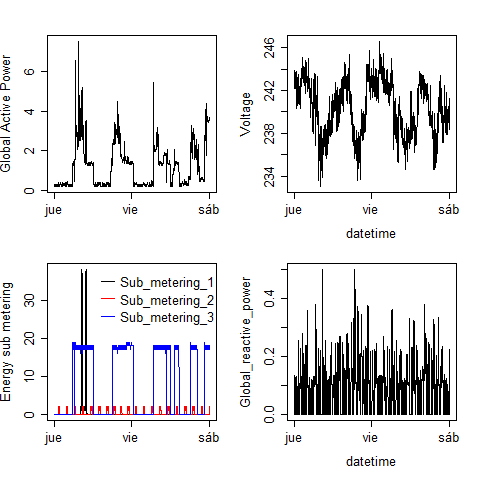 Global Active Power
6
4
2
0
jue vie sáb
Voltage
246
242
238
234
jue vie sáb
datetime
Energy sub metering
30
20
10
0
Sub_metering_1
Sub_metering_2
Sub_metering_3
jue vie sáb
Global_reactive_power
0.4
0.2
0.0
jue vie sáb
datetime